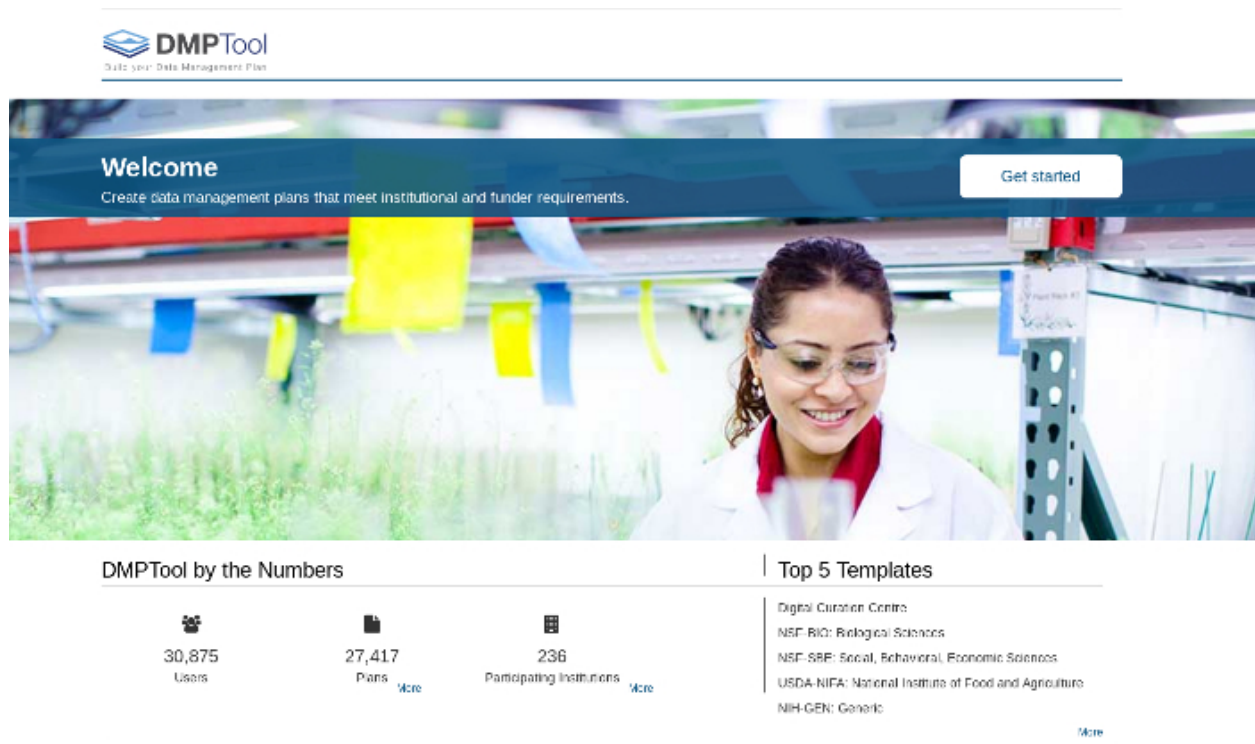 DMPTool
Build your Data Management Plan
Welcome
Create data management plans that meet institutional and funder requirements.
Get started
DMPTool by the Numbers
30,875
Users
27,417
Plans
More
236
Participating Institutions
More
Top 5 Templates
Digital Curation Centre
NSF-BIO: Biological Sciences
NSF-SBE: Social, Behavioral, Economic Sciences
USDA-NIFA: National Institute of Food and Agriculture
NIH-GEN: Generic
More